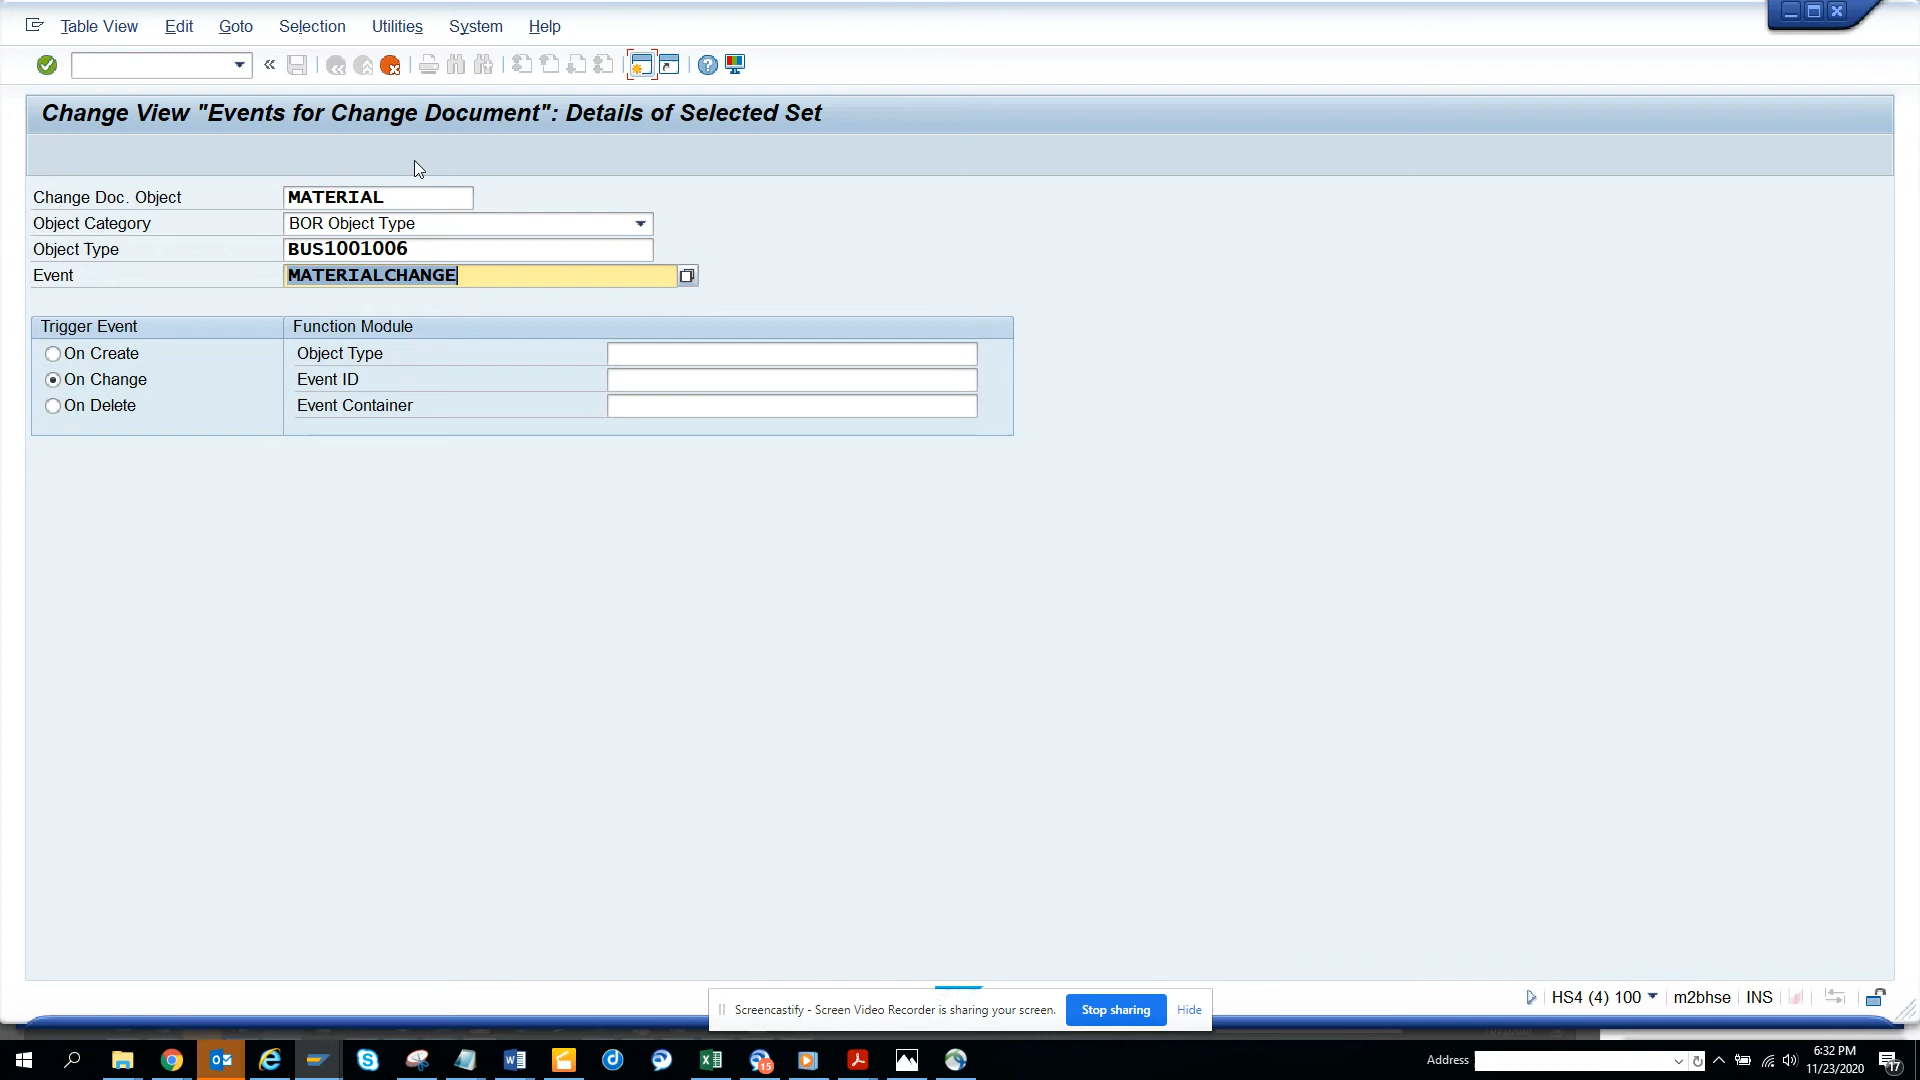 Table View Edit Goto Selection Utilities System Help
Change View "Events for Change Document": Details of Selected Set
Change Doc. Object MATERIAL
Object Category BOR Object Type
Object Type BUS1001006
Event MATERIALCHANGE
Trigger Event Function Module
On Create Object Type
On Change Event ID
On Delete Event Container
HS4 (4) 100 m2bhse INS
Screencastify - Screen Video Recorder is sharing your screen. Stop sharing Hide
Address
6:32 PM
11/23/2020
15
17